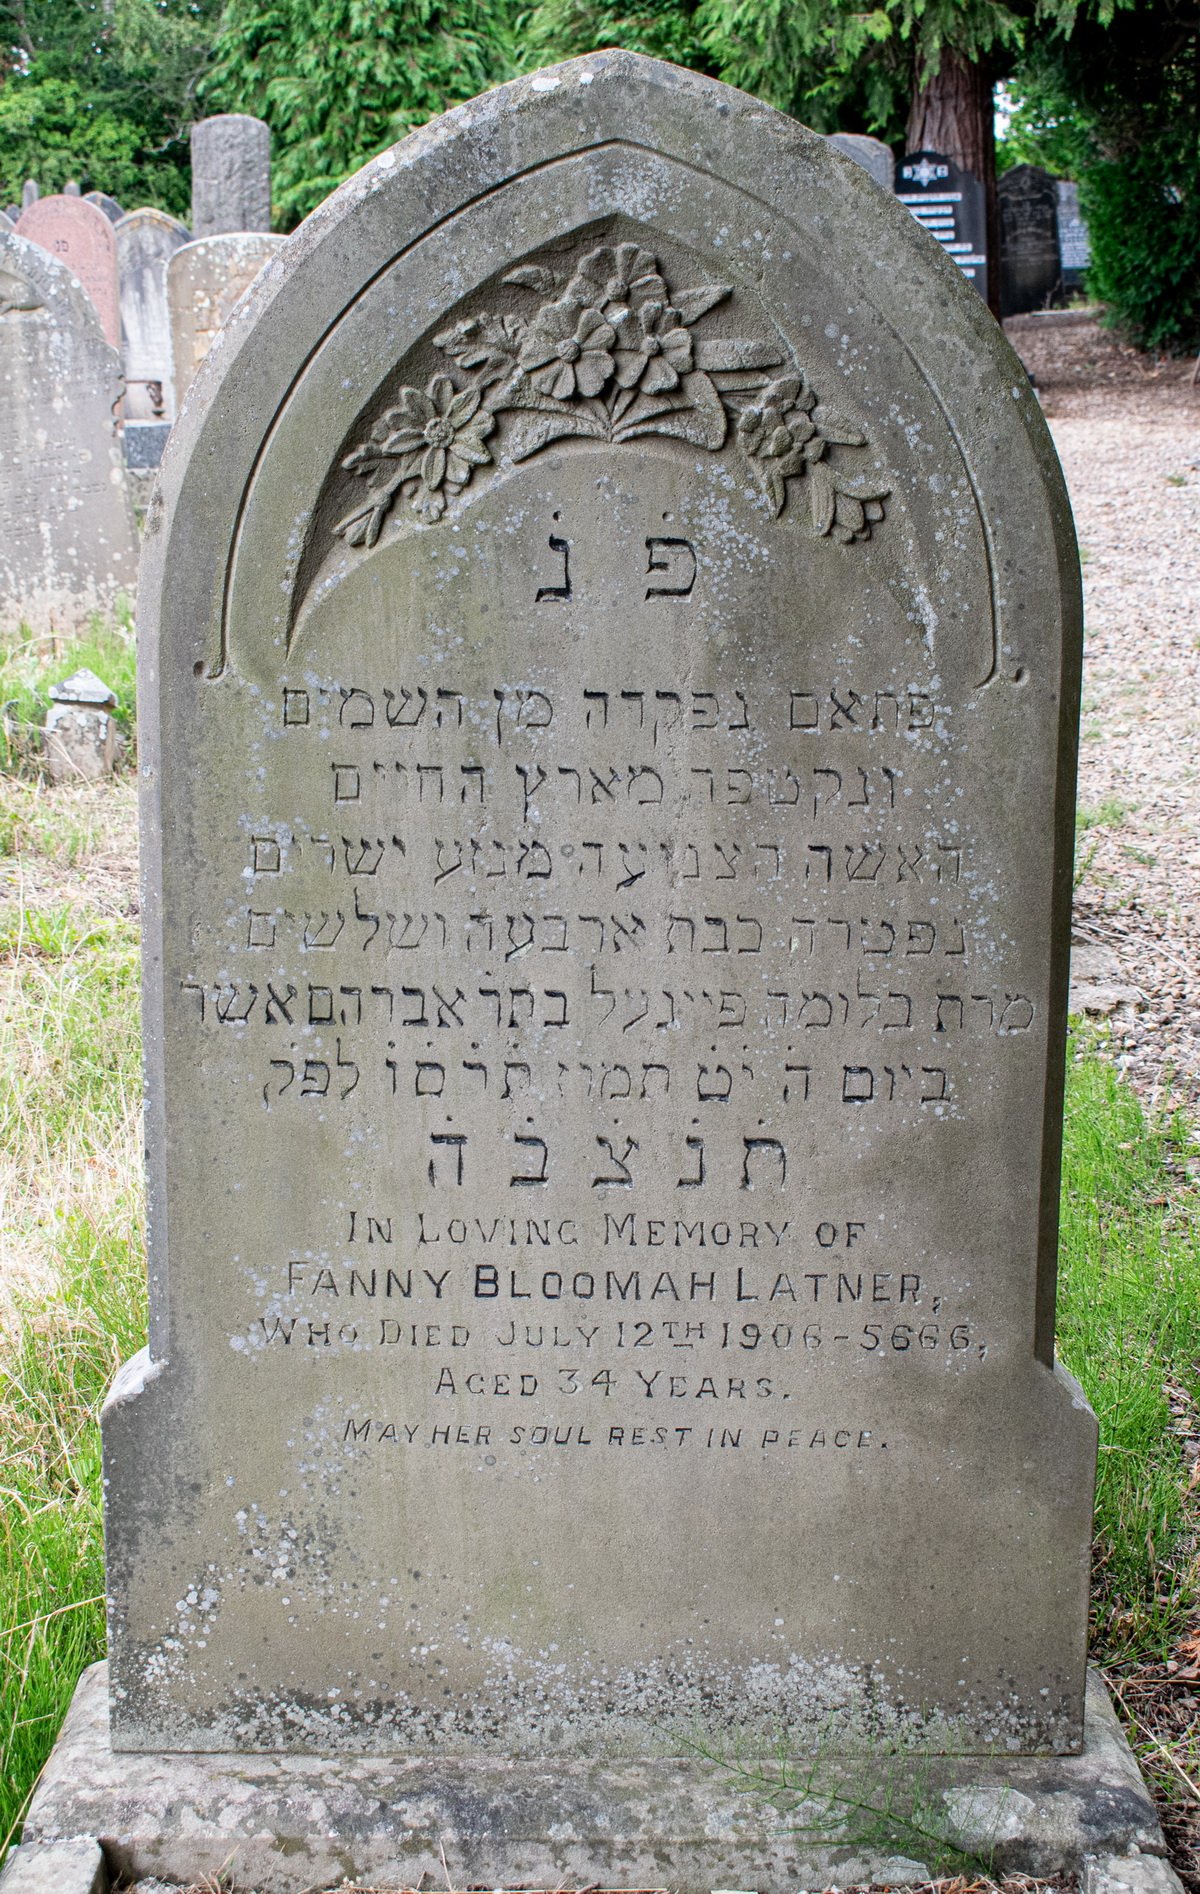 פ נ
פתאם נפקדה מן השמים
ונקטפה מארץ החיים
האשה הצנועה מגזע ישרים
נפטרה כבת ארבעה ושלשים
מרת בלומה פייגעל בת ר אברהם אשר
ביום ה יט תמוז תרסו לפק
ת נ צ ב ה
IN LOVING MEMORY OF
FANNY BLOOMAH LATNER,
WHO DIED JULY 12TH 1906-5666,
AGED 34 YEARS.
MAY HER SOUL REST IN PEACE.